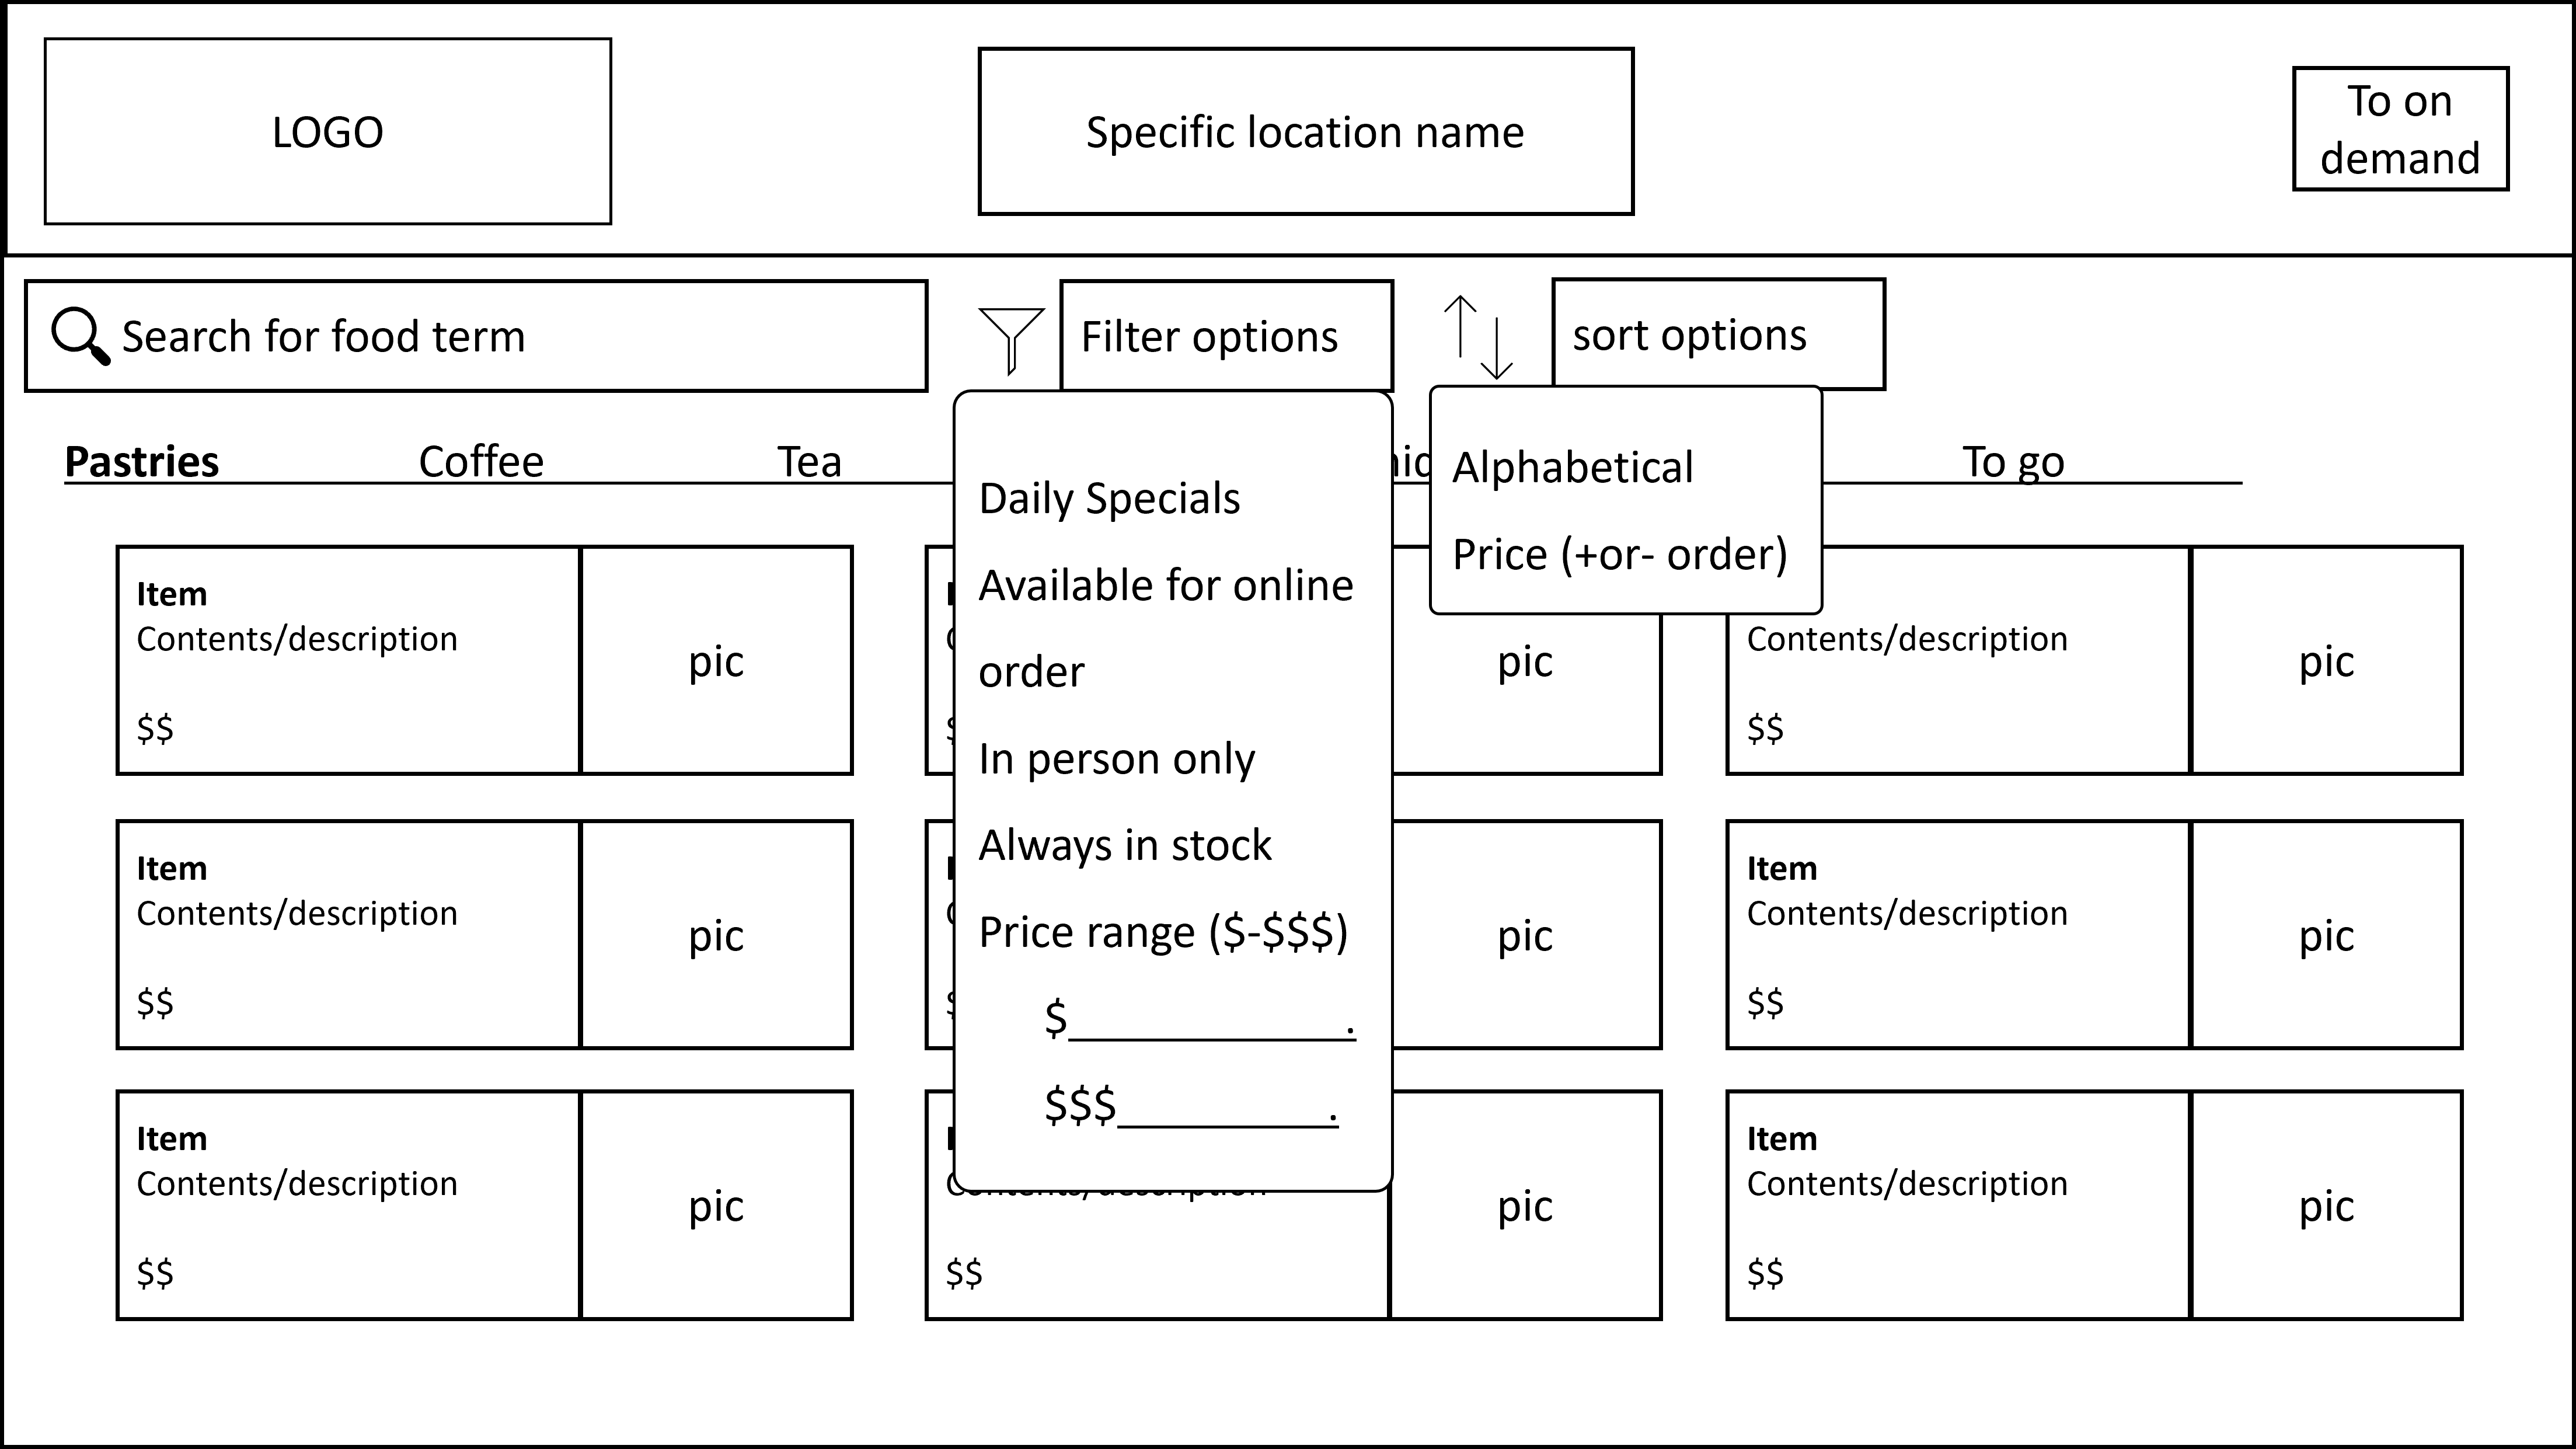 LOGO
Specific location name
To on
demand
Search for food term
Filter options
sort options
Pastries
Coffee
Tea
To go
Daily Specials
Available for online
order
In person only
Always in stock
Price range ($-$$$)
$____________.
$$$_________.
Alphabetical
Price (+or- order)
Item
Contents/description
$$
pic
pic
Contents/description
$$
pic
Item
Contents/description
$$
pic
pic
Item
Contents/description
$$
pic
Item
Contents/description
$$
pic
$$
pic
Item
Contents/description
$$
pic